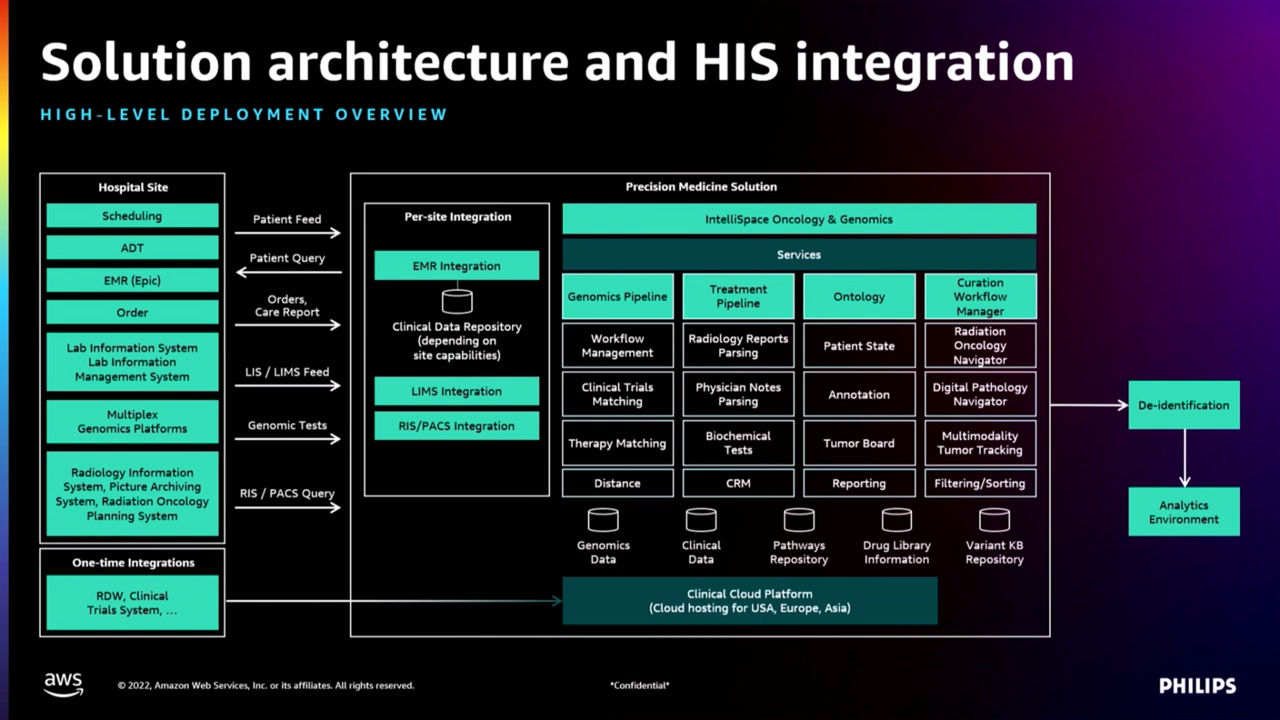 Solution architecture and HIS integration
HIGH-LEVEL DEPLOYMENT OVERVIEW
Hospital Site
Scheduling
ADT
EMR (Epic)
Order
Lab Information System
Lab Information
Management System
Multiplex
Genomics Platforms
Radiology Information
System, Picture Archiving
System, Radiation Oncology
Planning System
One-time Integrations
RDW, Clinical
Trials System, ...
Patient Feed
Patient Query
Orders,
Care Report
LIS / LIMS Feed
Genomic Tests
RIS / PACS Query
Precision Medicine Solution
Per-site Integration
EMR Integration
Clinical Data Repository
(depending on
site capabilities)
LIMS Integration
RIS/PACS Integration
IntelliSpace Oncology & Genomics
Services
Genomics Pipeline
Workflow
Management
Clinical Trials
Matching
Therapy Matching
Distance
Treatment
Pipeline
Radiology Reports
Parsing
Physician Notes
Parsing
Biochemical
Tests
CRM
Ontology
Patient State
Annotation
Tumor Board
Reporting
Curation
Workflow
Manager
Radiation
Oncology
Navigator
Digital Pathology
Navigator
Multimodality
Tumor Tracking
Filtering/Sorting
Genomics
Data
Clinical
Data
Pathways
Repository
Drug Library
Information
Variant KB
Repository
Clinical Cloud Platform
(Cloud hosting for USA, Europe, Asia)
De-identification
Analytics
Environment
aws
© 2022, Amazon Web Services, Inc. or its affiliates. All rights reserved.
*Confidential*
PHILIPS